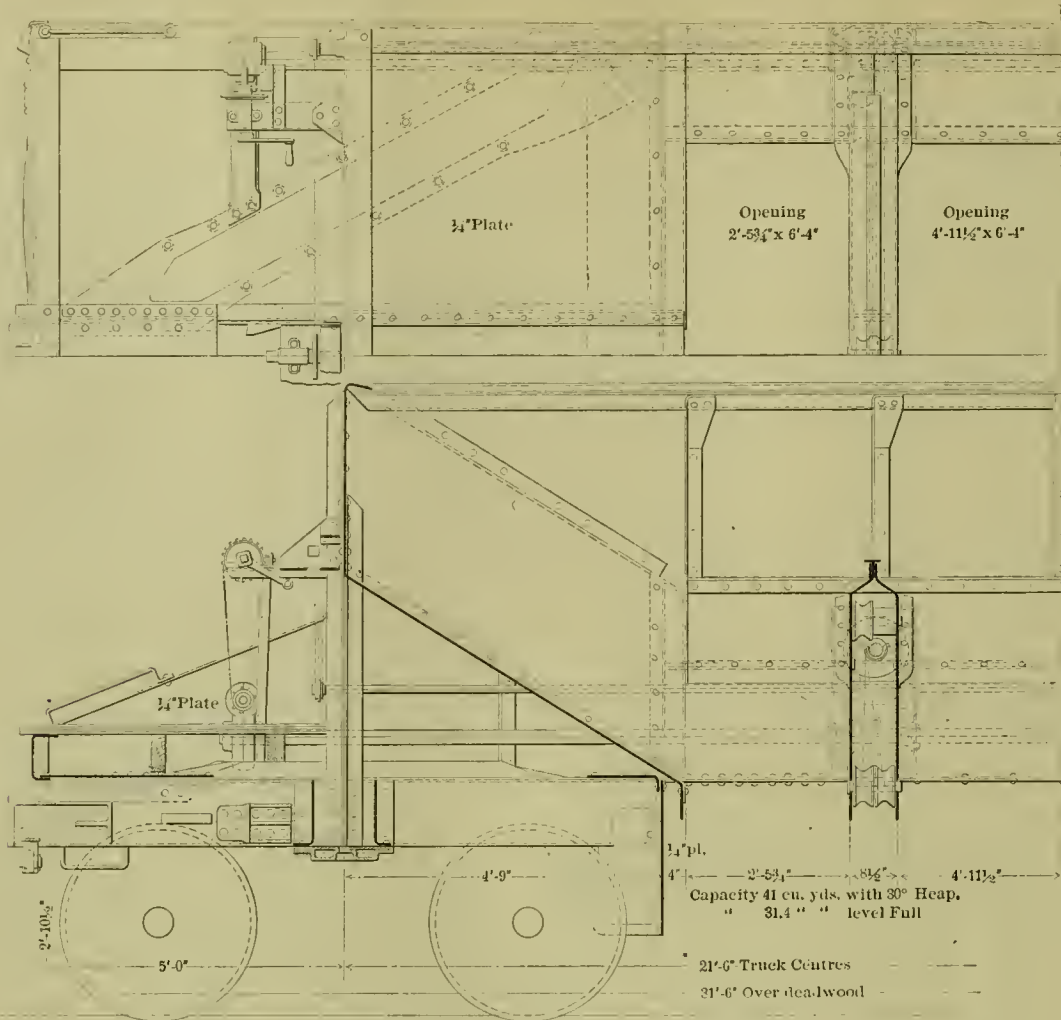 ¼" Plate
Opening
2'-5¾" x 6'-4"
Opening
4'-11½" x 6'-4"
¼" Plate
¼" pl.
4'-9"
4"
2'-5¾"
8½"
4'-11½"
Capacity 41 cu. yds. with 30° Heap.
" 31.4 " " level Full
2'-10½"
5'-0"
21'-6" Truck Centres
31'-6" Over deadwood